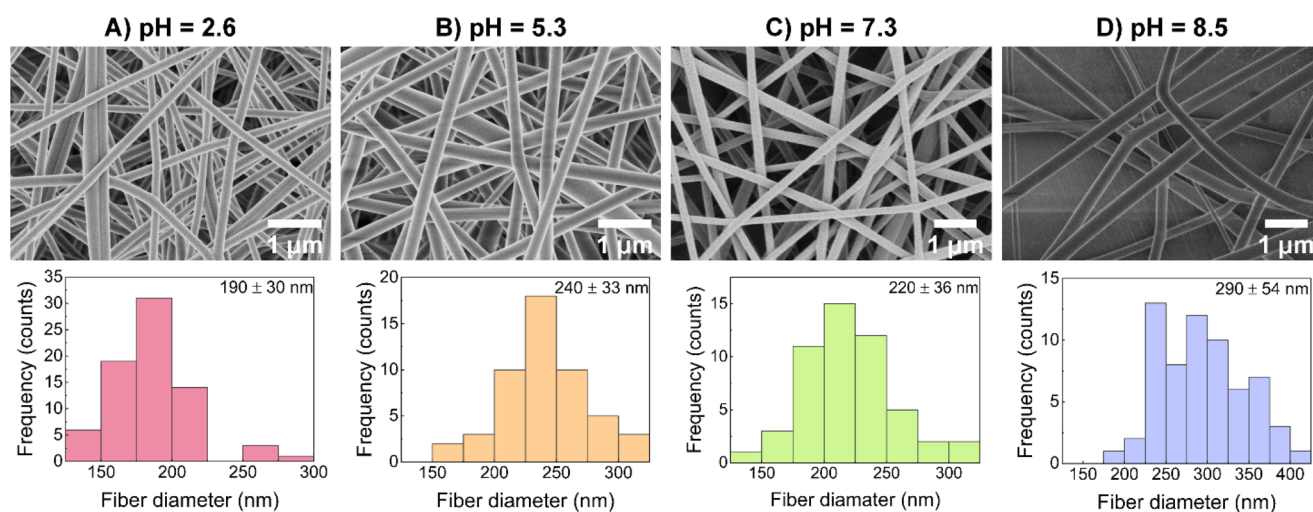 A) pH = 2.6
B) pH = 5.3
C) pH = 7.3
D) pH = 8.5
1 µm
1 µm
1 µm
1 µm
190 ± 30 nm
Frequency (counts)
35
30
25
20
15
10
5
0
150 200 250 300
Fiber diameter (nm)
240 ± 33 nm
Frequency (counts)
20
15
10
5
0
150 200 250 300
Fiber diameter (nm)
220 ± 36 nm
Frequency (counts)
15
10
5
0
150 200 250 300
Fiber diamater (nm)
290 ± 54 nm
Frequency (counts)
15
10
5
0
150 200 250 300 350 400
Fiber diameter (nm)